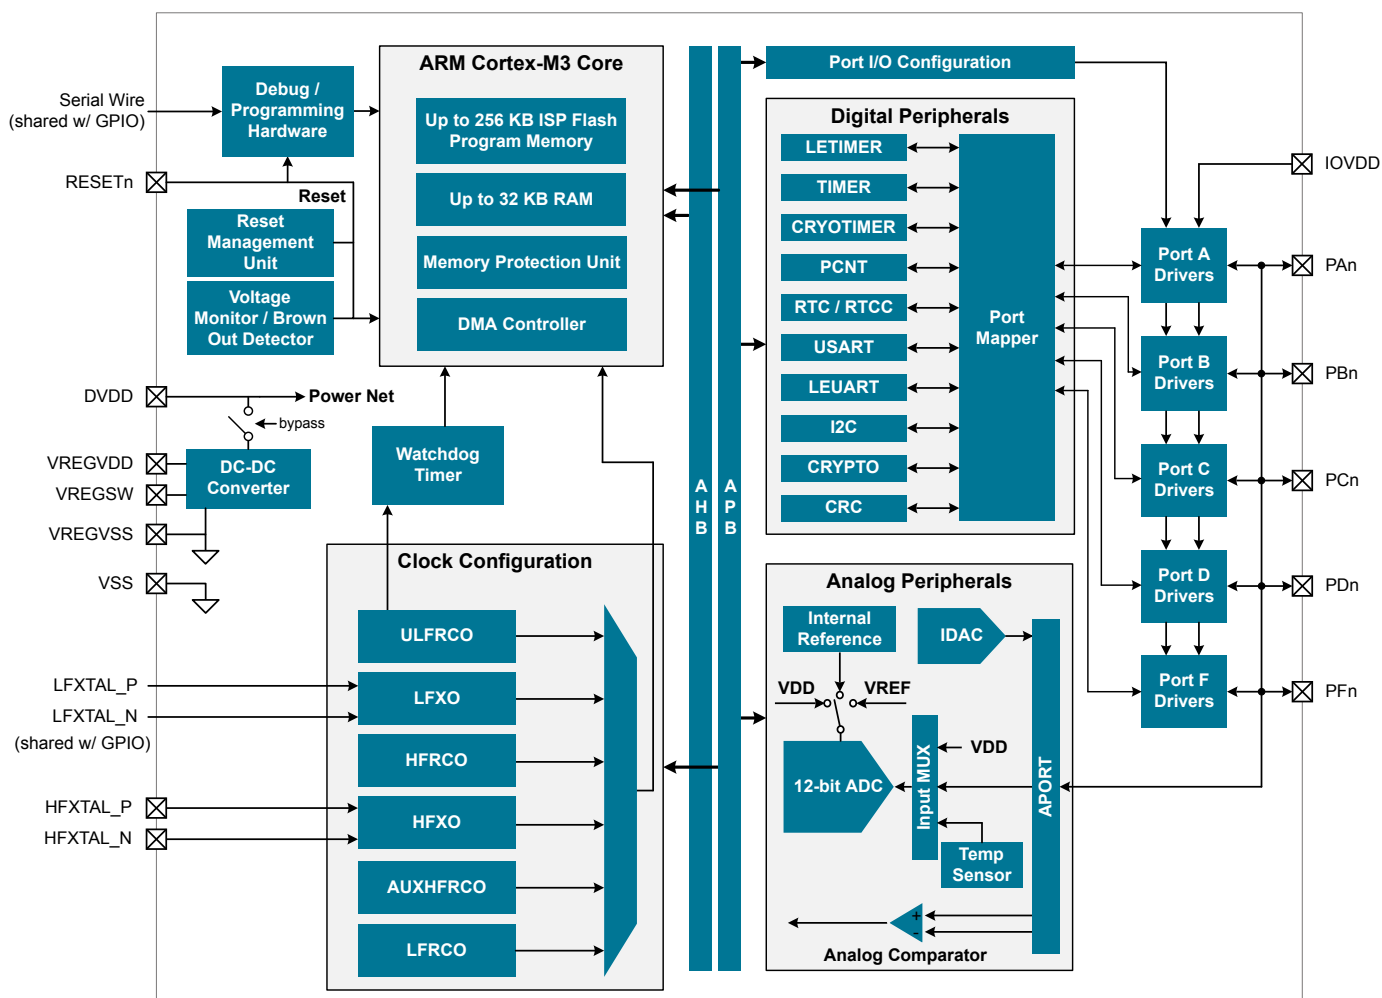 ARM Cortex-M3 Core
Up to 256 KB ISP Flash
Program Memory
Up to 32 KB RAM
Memory Protection Unit
DMA Controller
Serial Wire
(shared w/ GPIO)
Debug /
Programming
Hardware
RESETn
Reset
Reset
Management
Unit
Voltage
Monitor / Brown
Out Detector
DVDD
Power Net
bypass
VREGVDD
VREGSW
VREGVSS
VSS
DC-DC
Converter
Watchdog
Timer
Clock Configuration
ULFRCO
LFXO
HFRCO
HFXO
AUXHFRCO
LFRCO
LFXTAL_P
LFXTAL_N
(shared w/ GPIO)
HFXTAL_P
HFXTAL_N
A
H
B
A
P
B
Port I/O Configuration
Digital Peripherals
LETIMER
TIMER
CRYOTIMER
PCNT
RTC / RTCC
USART
LEUART
I2C
CRYPTO
CRC
Port
Mapper
Analog Peripherals
Internal
Reference
IDAC
VDD
VREF
12-bit ADC
Input MUX
VDD
Temp
Sensor
APORT
+
-
Analog Comparator
Port A
Drivers
Port B
Drivers
Port C
Drivers
Port D
Drivers
Port F
Drivers
IOVDD
PAn
PBn
PCn
PDn
PFn